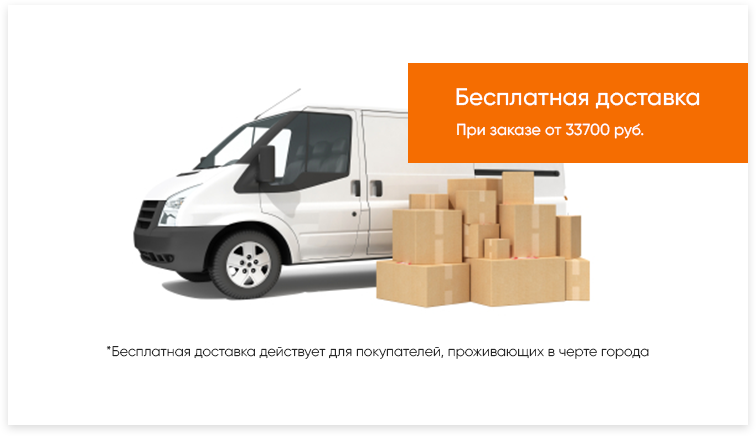 Бесплатная доставка
При заказе от 33700 руб.
*Бесплатная доставка действует для покупателей, проживающих в черте города